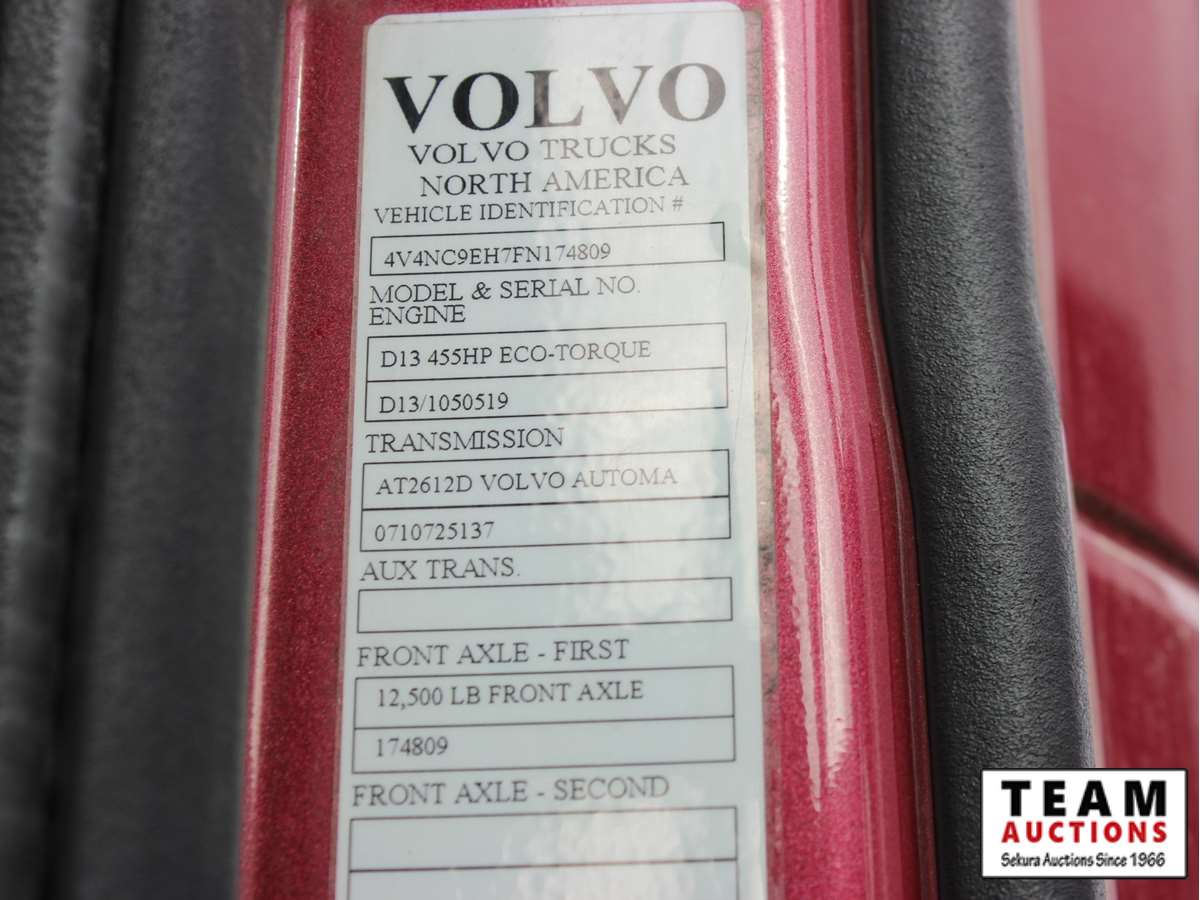 VOLVO
VOLVO TRUCKS
NORTH AMERICA
VEHICLE IDENTIFICATION #
4V4NC9EH7FN174809
MODEL & SERIAL NO.
ENGINE
D13 455HP ECO-TORQUE
D13/1050519
TRANSMISSION
AT2612D VOLVO AUTOMA
0710725137
AUX TRANS.
FRONT AXLE - FIRST
12,500 LB FRONT AXLE
174809
FRONT AXLE - SECOND
TEAM
AUCTIONS
Sekura Auctions Since 1966